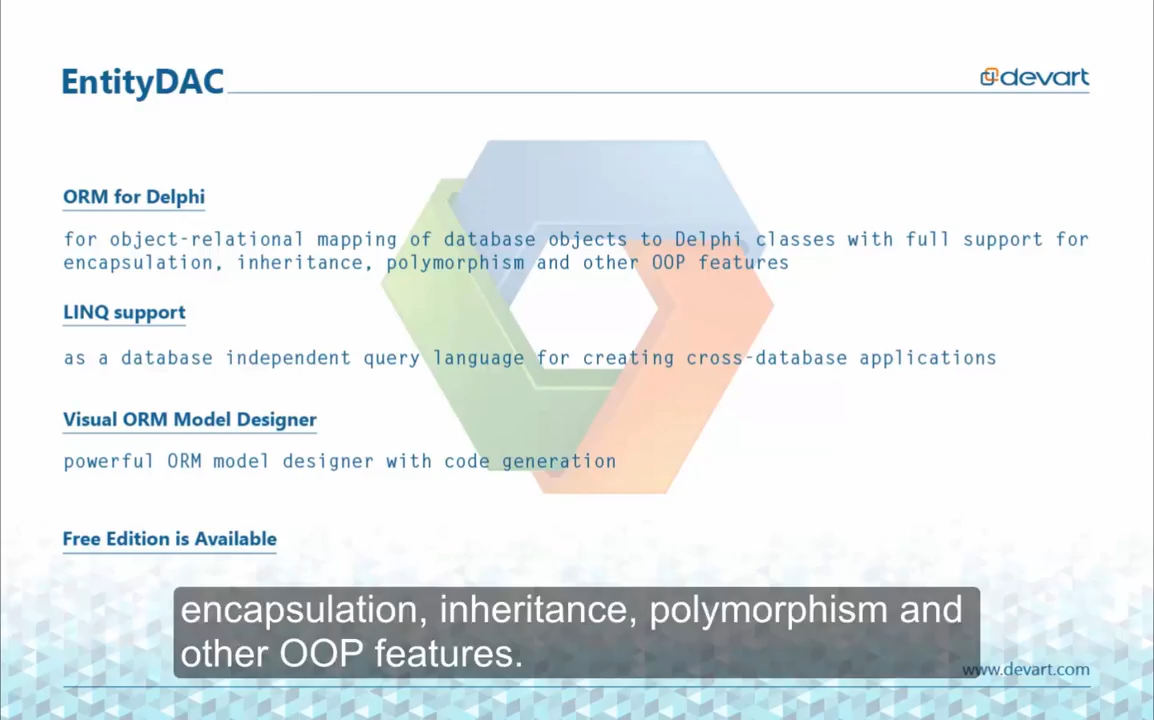 EntityDAC
devart
ORM for Delphi
for object-relational mapping of database objects to Delphi classes with full support for
encapsulation, inheritance, polymorphism and other OOP features
LINQ support
as a database independent query language for creating cross-database applications
Visual ORM Model Designer
powerful ORM model designer with code generation
Free Edition is Available
encapsulation, inheritance, polymorphism and
other OOP features.
www.devart.com